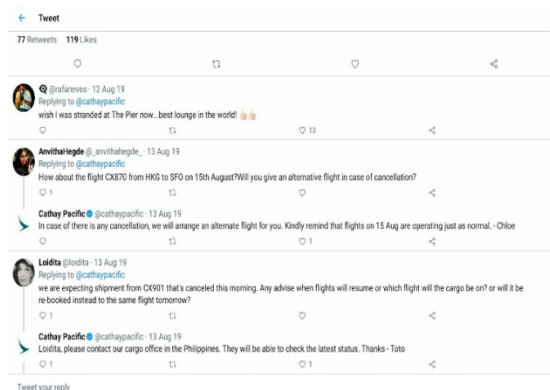 Tweet
77 Retweets 119 Likes
@rafaneves · 12 Aug 19
Replying to @cathaypacific
wish I was stranded at The Pier now...best lounge in the world! 👍🏻👍🏻
13
AnvithaHegde @_anvithahegde_ · 13 Aug 19
Replying to @cathaypacific
How about the flight CX870 from HKG to SFO on 15th August?Will you give an alternative flight in case of cancellation?
1
Cathay Pacific @cathaypacific · 13 Aug 19
In case of there is any cancellation, we will arrange an alternate flight for you. Kindly remind that flights on 15 Aug are operating just as normal. - Chloe
1
Loidita @loidita · 13 Aug 19
Replying to @cathaypacific
we are expecting shipment from CX901 that's canceled this morning. Any advise when flights will resume or which flight will the cargo be on? or will it be
re-booked instead to the same flight tomorrow?
1
Cathay Pacific @cathaypacific · 13 Aug 19
Loidita, please contact our cargo office in the Philippines. They will be able to check the latest status. Thanks - Toto
1 1
Tweet your reply